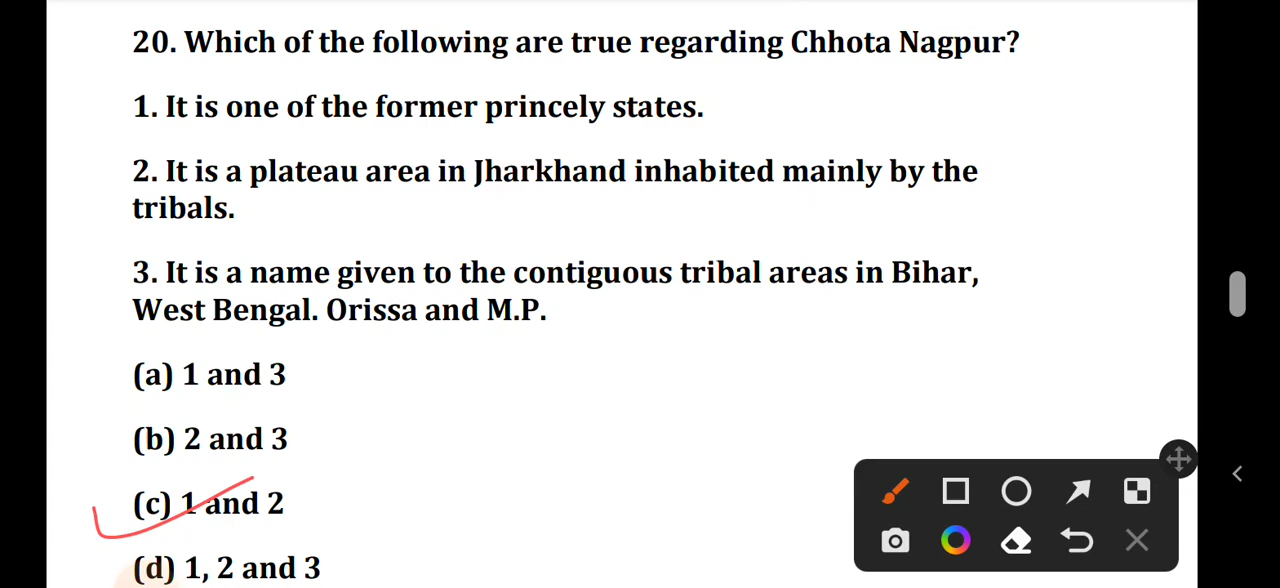 20. Which of the following are true regarding Chhota Nagpur?
1. It is one of the former princely states.
2. It is a plateau area in Jharkhand inhabited mainly by the
tribals.
3. It is a name given to the contiguous tribal areas in Bihar,
West Bengal. Orissa and M.P.
(a) 1 and 3
(b) 2 and 3
(c) 1 and 2
(d) 1, 2 and 3